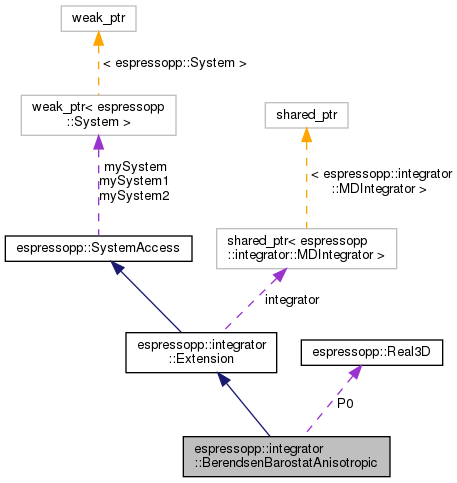 weak_ptr
< espressopp::System >
weak_ptr< espressopp
::System >
shared_ptr
mySystem
mySystem1
mySystem2
< espressopp::integrator
::MDIntegrator >
espressopp::SystemAccess
shared_ptr< espressopp
::integrator::MDIntegrator >
integrator
espressopp::integrator
::Extension
espressopp::Real3D
P0
espressopp::integrator
::BerendsenBarostatAnisotropic